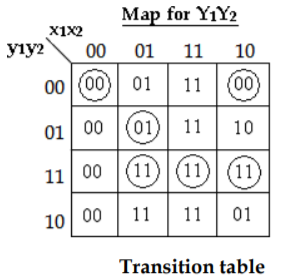 Map for Y1Y2
x1x2
y1y2 00 01 11 10
00 00 01 11 00
01 00 01 11 10
11 00 11 11 11
10 00 11 11 01
Transition table